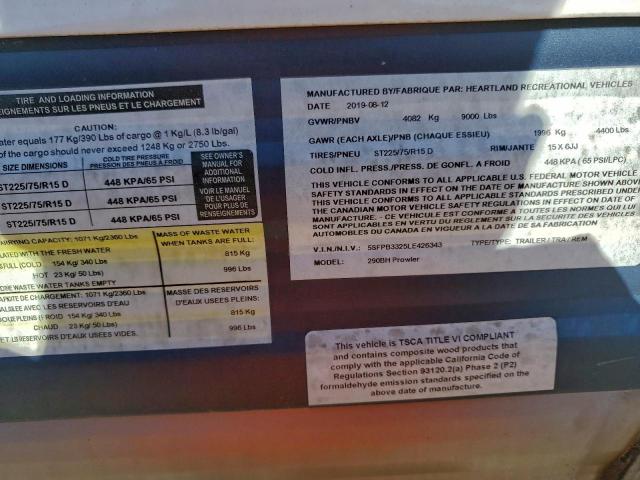 TIRE AND LOADING INFORMATION
SEIGNEMENTS SUR LES PNEUS ET LE CHARGEMENT
CAUTION:
ater equals 177 Kg/390 Lbs of cargo @ 1 Kg/L (8.3 lb/gal)
of the cargo should never exceed 1248 Kg or 2750 Lbs.
SIZE DIMENSIONS
COLD TIRE PRESSURE
PRESSION DES PNEUS À FROID
SEE OWNER'S
MANUAL FOR
ADDITIONAL
INFORMATION
VOIR LE MANUEL
DE L'USAGER
POUR PLUS DE
RENSEIGNEMENTS
ST225/75/R15 D 448 KPA/65 PSI
ST225/75/R15 D 448 KPA/65 PSI
ST225/75/R15 D 448 KPA/65 PSI
CAPACITY: 1071 Kg/2360 Lbs
LATED WITH THE FRESH WATER
FULL (COLD 154 Kg/ 340 Lbs
HOT 23 Kg/ 50 Lbs)
THE WASTE WATER TANKS EMPTY
MASS OF WASTE WATER
WHEN TANKS ARE FULL:
815 Kg
996 Lbs
DE CHARGEMENT: 1071 Kg/2360 Lbs
AVEC LES RESERVOIRS D'EAU
PLEINS (FROID 154 Kg/ 340 Lbs
CHAUD 23 Kg/ 50 Lbs)
ET LES RESERVOIRS D'EAUX USEES VIDES.
MASSE DES RESERVOIRS
D'EAUX USEES PLEINS:
815 Kg
996 Lbs
MANUFACTURED BY/FABRIQUE PAR: HEARTLAND RECREATIONAL VEHICLES
DATE 2019-08-12
GVWR/PNBV 4082 Kg 9000 Lbs
GAWR (EACH AXLE)/PNB (CHAQUE ESSIEU) 1996 Kg 4400 Lbs
TIRES/PNEU ST225/75/R15 D RIM/JANTE 15 X 6JJ
COLD INFL. PRESS./PRESS. DE GONFL. A FROID 448 KPA ( 65 PSI/LPC)
THIS VEHICLE CONFORMS TO ALL APPLICABLE U.S. FEDERAL MOTOR VEHICLE
SAFETY STANDARDS IN EFFECT ON THE DATE OF MANUFACTURE SHOWN ABOVE
THIS VEHICLE CONFORMS TO ALL APPLICABLE STANDARDS PRESCRIBED UNDER
THE CANADIAN MOTOR VEHICLE SAFETY REGULATIONS IN EFFECT ON THE DATE OF
MANUFACTURE. - CE VEHICULE EST CONFORME A TOUTES LES NORMES QUI LUI
SONT APPLICABLES EN VERTU DU REGLEMENT SUR LA SECURITE DES VEHICULES
AUTOMOBILES DU CANADA EN VIGUEUR A LA DATE DE SA FABRICATION
V.I.N./N.I.V.: 5SFPB3325LE426343 TYPE/TYPE: TRAILER / TRA / REM
MODEL: 290BH Prowler
This vehicle is TSCA TITLE VI COMPLIANT
and contains composite wood products that
comply with the applicable California Code of
Regulations Section 93120.2(a) Phase 2 (P2)
formaldehyde emission standards specified on the
above date of manufacture.